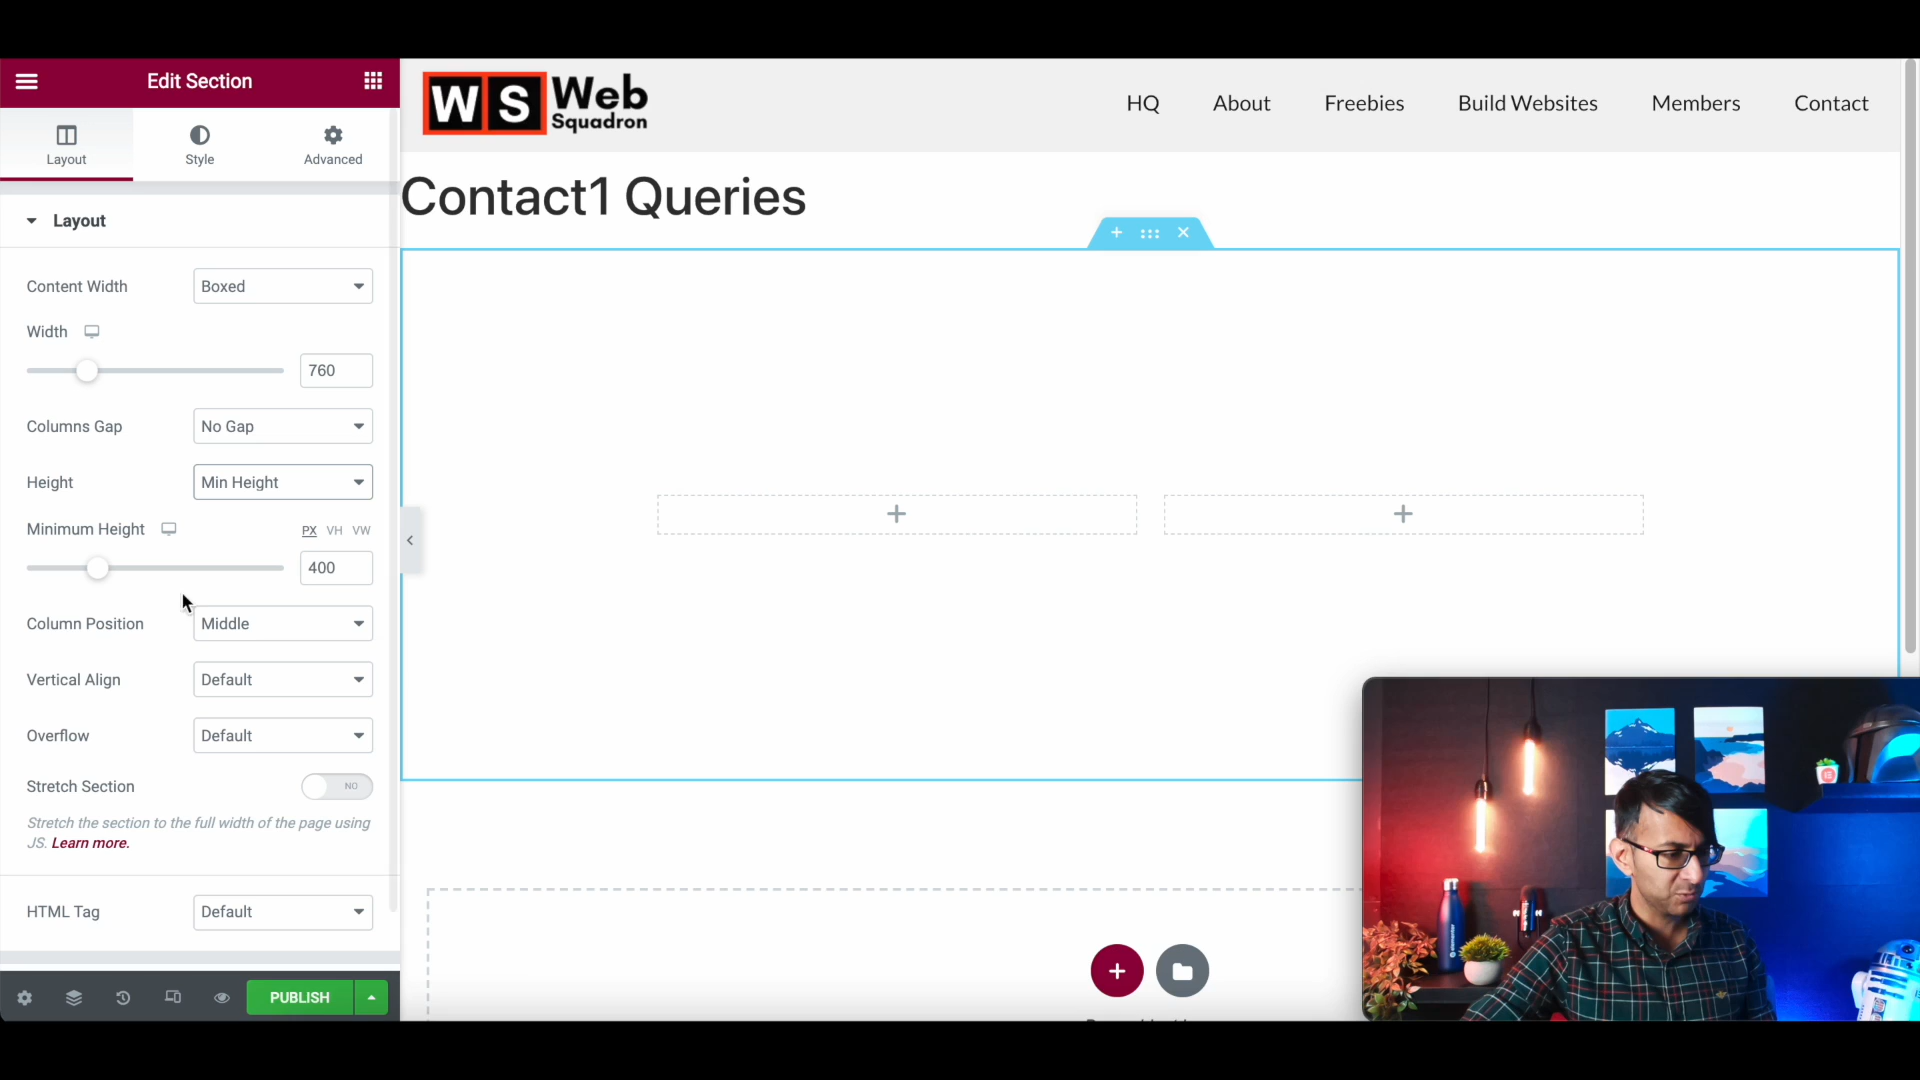 Edit Section
Layout
Style
Advanced
Layout
Content Width
Boxed
Width
760
Columns Gap
No Gap
Height
Min Height
Minimum Height
PX VH VW
400
Column Position
Middle
Vertical Align
Default
Overflow
Default
Stretch Section
NO
Stretch the section to the full width of the page using
JS. Learn more.
HTML Tag
Default
PUBLISH
WS Web
Squadron
HQ
About
Freebies
Build Websites
Members
Contact
Contact1 Queries